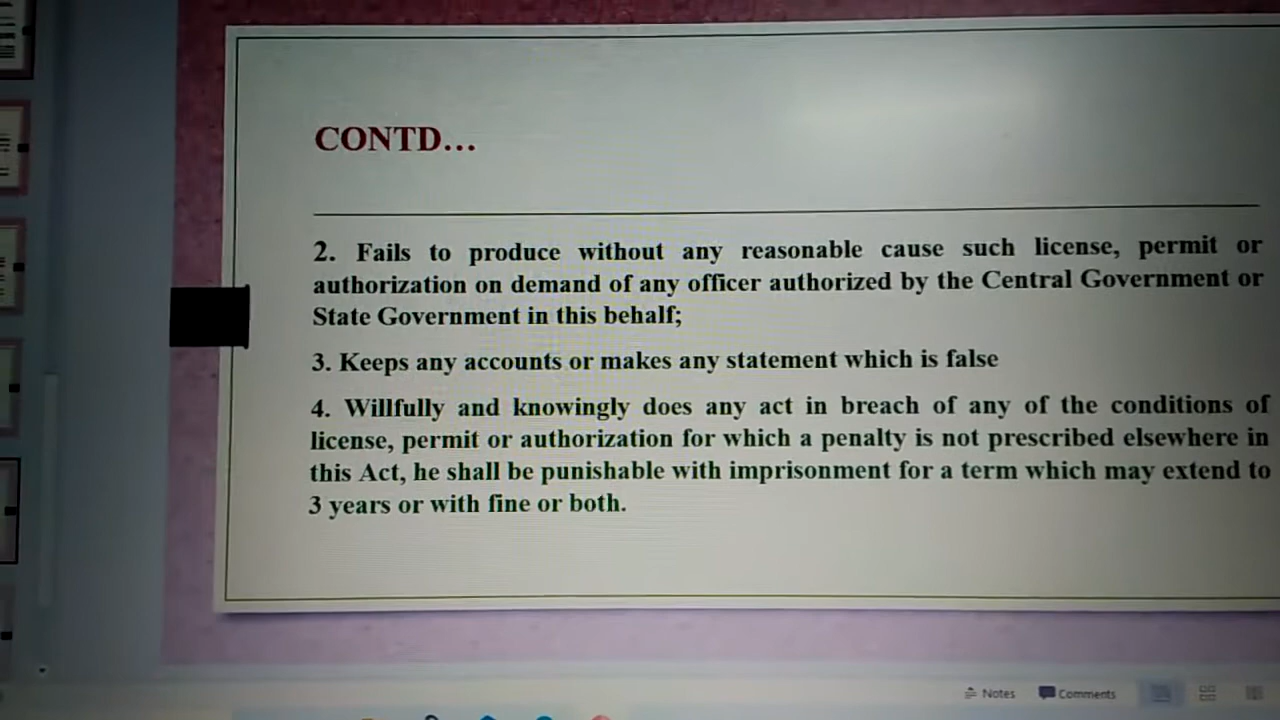 CONTD...
2. Fails to produce without any reasonable cause such license, permit or
authorization on demand of any officer authorized by the Central Government or
State Government in this behalf;
3. Keeps any accounts or makes any statement which is false
4. Willfully and knowingly does any act in breach of any of the conditions of
license, permit or authorization for which a penalty is not prescribed elsewhere in
this Act, he shall be punishable with imprisonment for a term which may extend to
3 years or with fine or both.
Notes
Comments